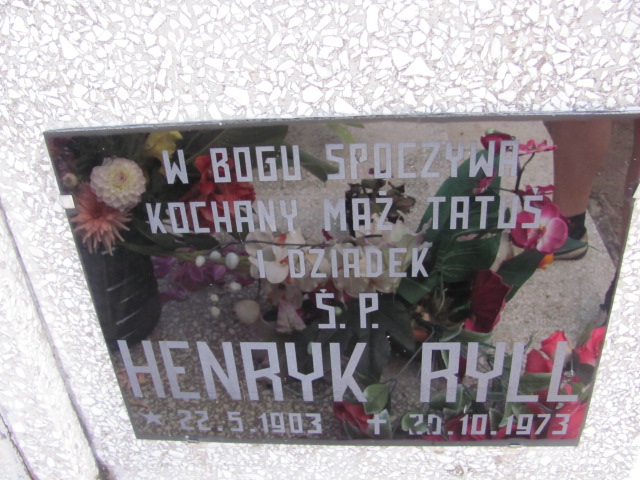 W BOGU SPOCZYWA
KOCHANY MĄŻ TATUŚ
I DZIADEK
Ś.P.
HENRYK RYLL
* 22.5.1903 + 20.10.1973